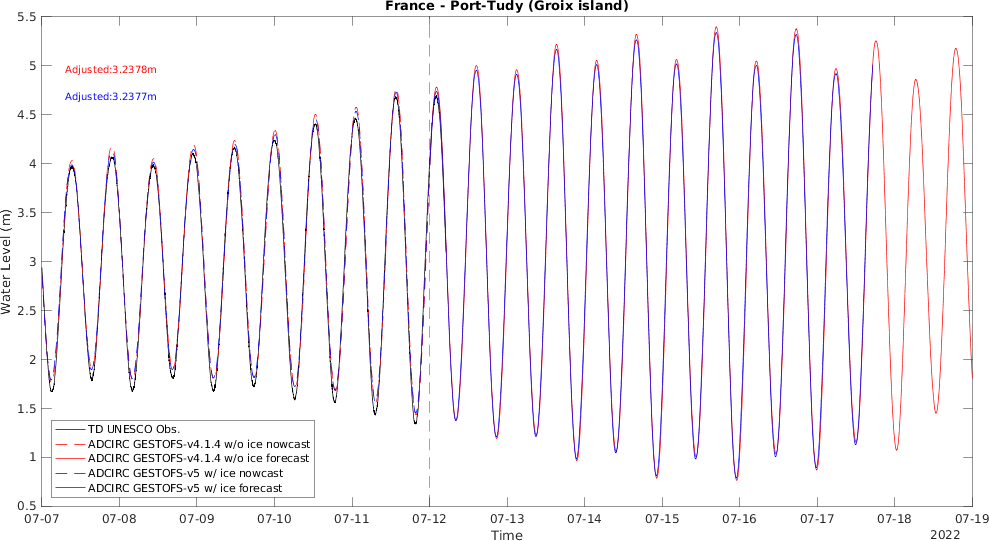 France - Port-Tudy (Groix island)
5.5
5
4.5
4
3.5
3
2.5
2
1.5
1
0.5
Water Level (m)
Adjusted:3.2378m
Adjusted:3.2377m
TD UNESCO Obs.
ADCIRC GESTOFS-v4.1.4 w/o ice nowcast
ADCIRC GESTOFS-v4.1.4 w/o ice forecast
ADCIRC GESTOFS-v5 w/ ice nowcast
ADCIRC GESTOFS-v5 w/ ice forecast
07-07 07-08 07-09 07-10 07-11 07-12 07-13 07-14 07-15 07-16 07-17 07-18 07-19
Time
2022